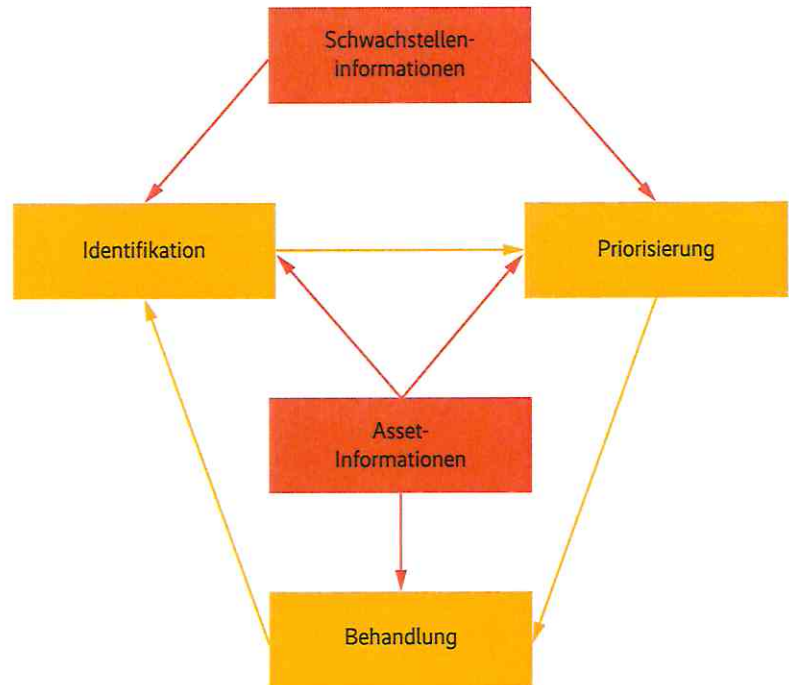 Schwachstellen-
informationen
Identifikation
Priorisierung
Asset-
Informationen
Behandlung